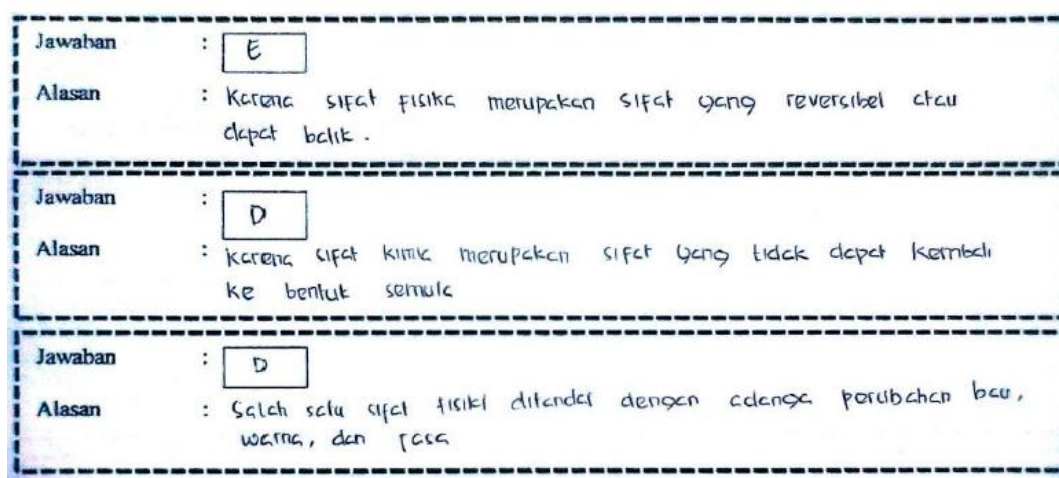 Jawaban : E
Alasan : Karena sifat fisika merupakan sifat yang reversibel atau
dapat balik.
Jawaban : D
Alasan : Karena sifat kimia merupakan sifat yang tidak dapat kembali
ke bentuk semula
Jawaban : D
Alasan : Salah satu sifat fisika ditandai dengan adanya perubahan bau,
warna, dan rasa